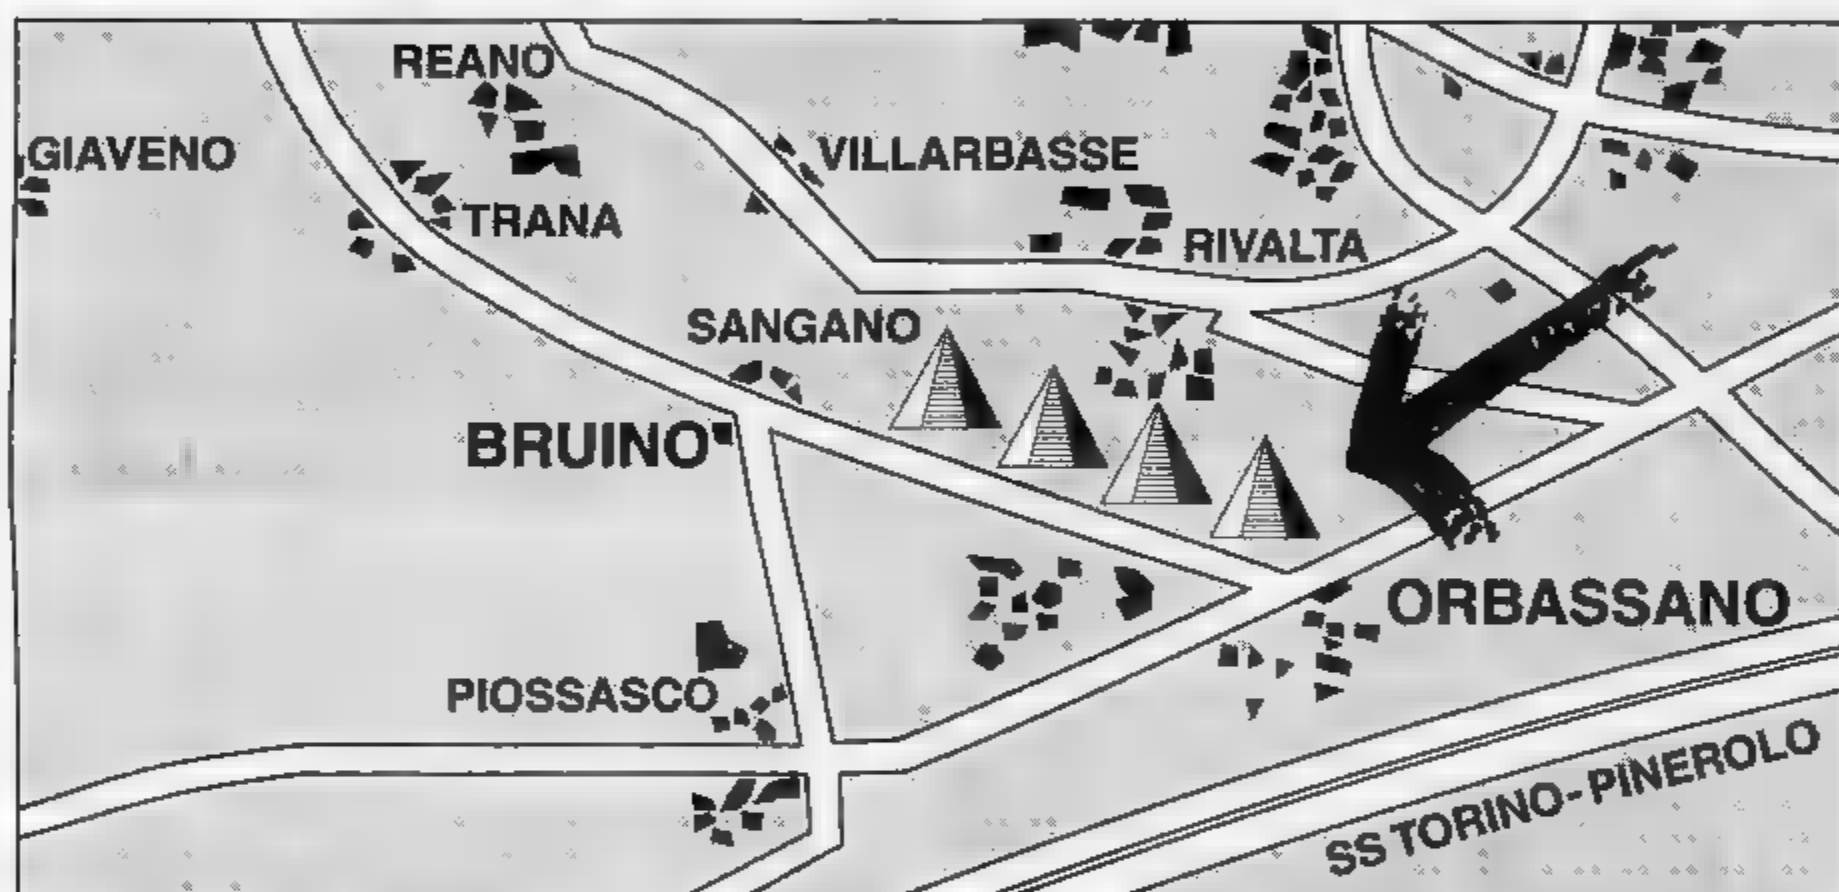 REANO
GIAVENO
VILLARBASSE
TRANA
RIVALTA
SANGANO
BRUINO
ORBASSANO
PIOSSASCO
SS TORINO-PINEROLO